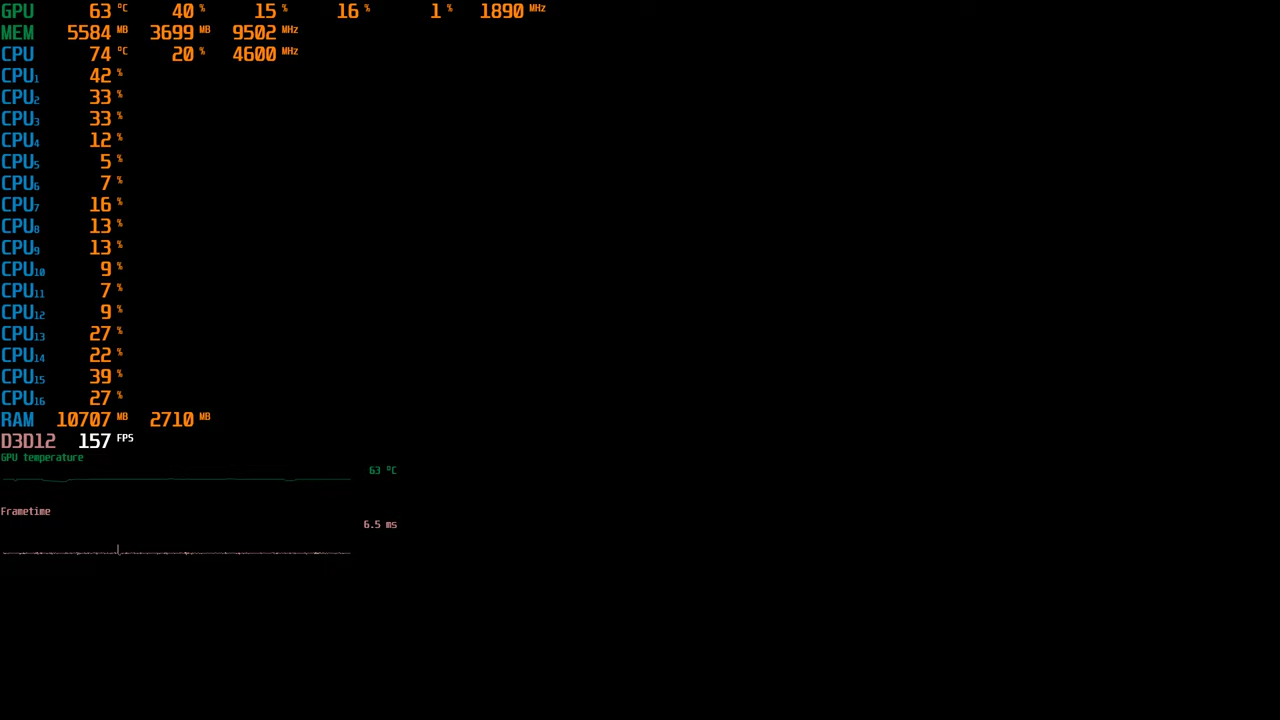 GPU 63 °C 40 % 15 % 16 % 1 % 1890 MHz
MEM 5584 MB 3699 MB 9502 MHz
CPU 74 °C 20 % 4600 MHz
CPU1 42 %
CPU2 33 %
CPU3 33 %
CPU4 12 %
CPU5 5 %
CPU6 7 %
CPU7 16 %
CPU8 13 %
CPU9 13 %
CPU10 9 %
CPU11 7 %
CPU12 9 %
CPU13 27 %
CPU14 22 %
CPU15 39 %
CPU16 27 %
RAM 10707 MB 2710 MB
D3D12 157 FPS
GPU temperature
63 °C
Frametime
6.5 ms